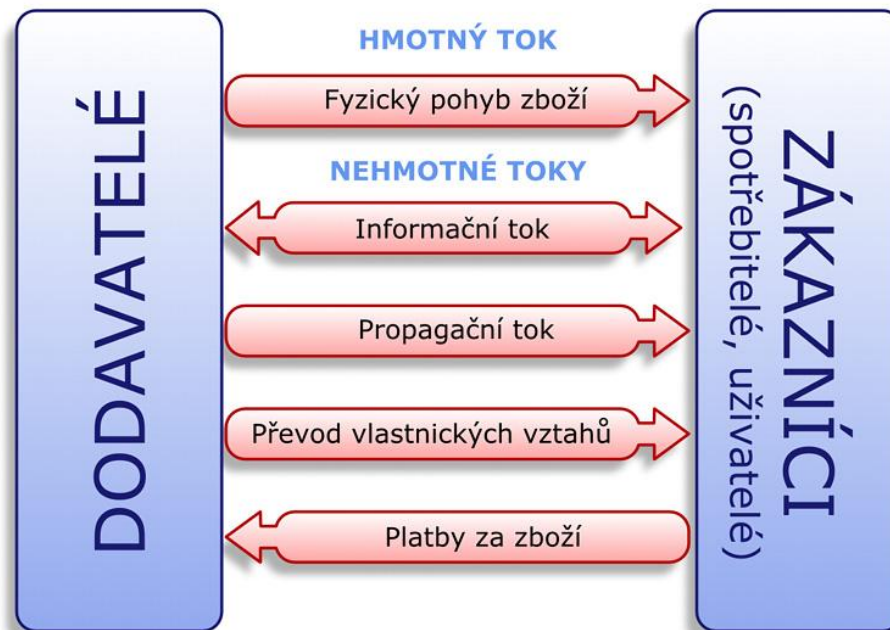 DODAVATELÉ
HMOTNÝ TOK
Fyzický pohyb zboží
NEHMOTNÉ TOKY
Informační tok
Propagační tok
Převod vlastnických vztahů
Platby za zboží
ZÁKAZNÍCI
(spotřebitelé, uživatelé)